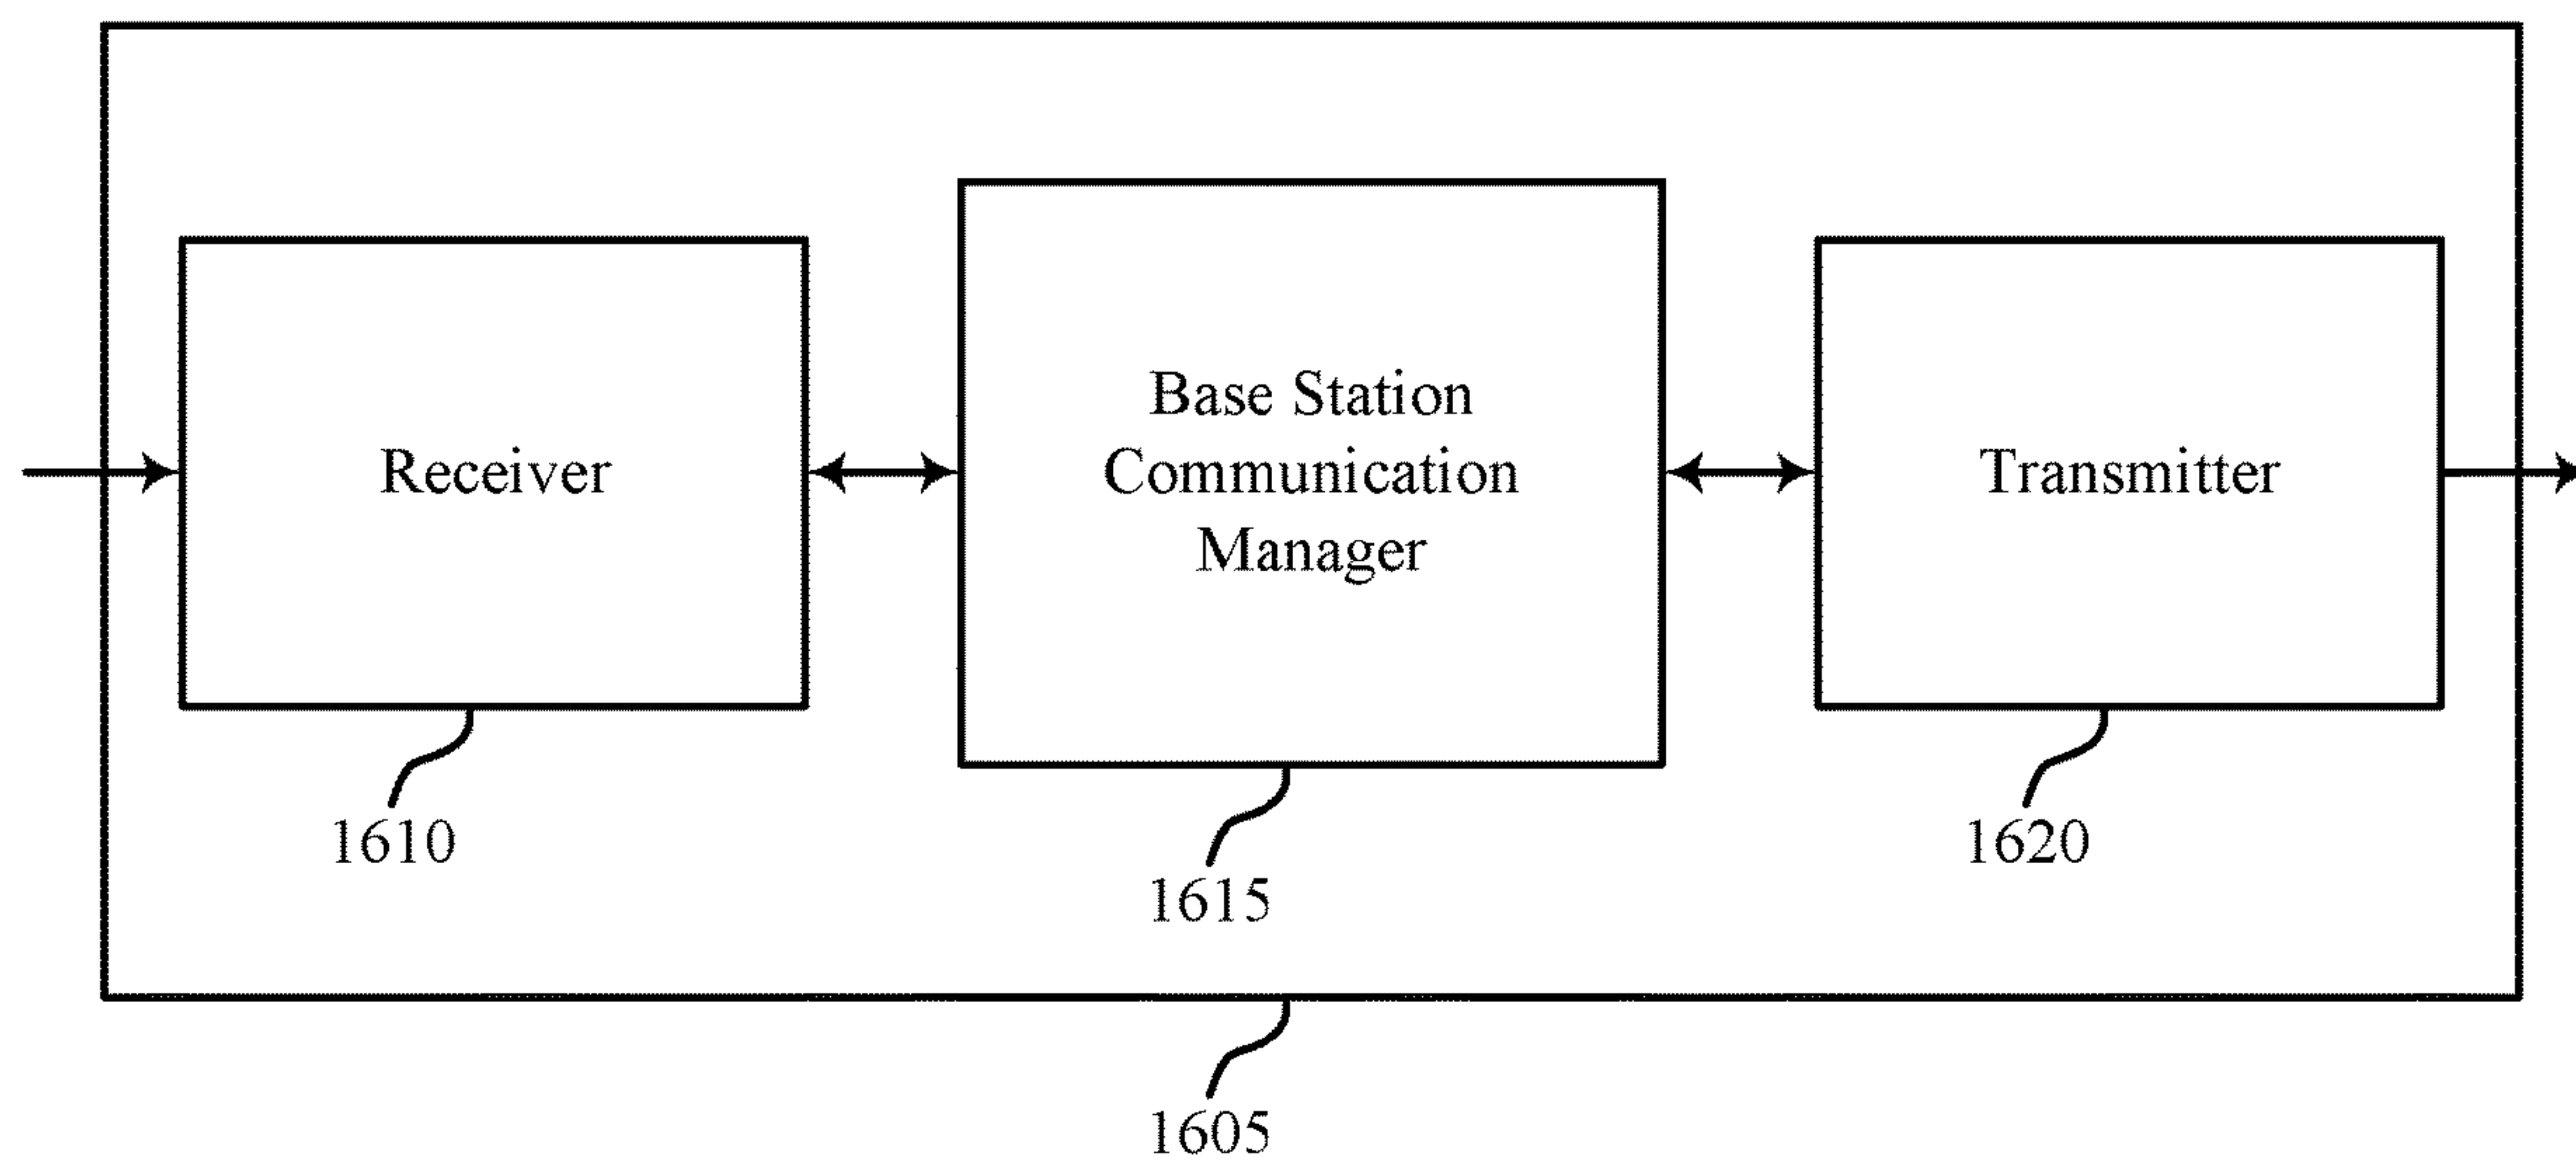 Receiver
Base Station
Communication
Manager
Transmitter
1610
1615
1620
1605